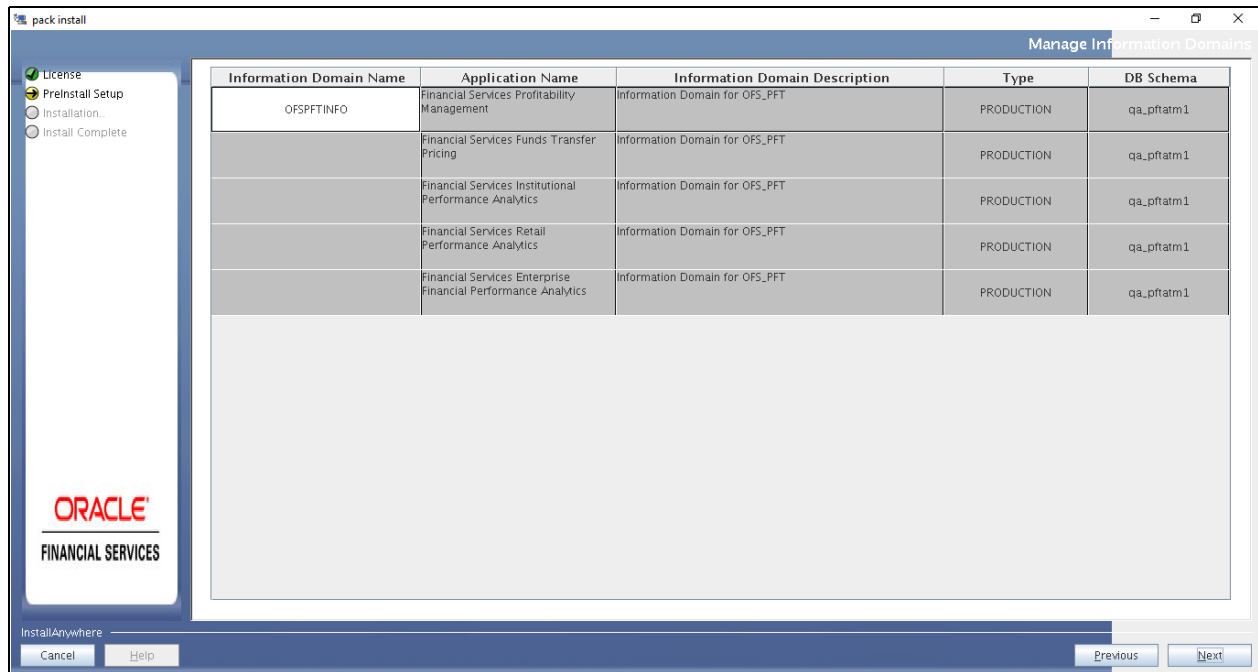 pack install
Manage Information Domains
License
PreInstall Setup
Installation..
Install Complete
Information Domain Name Application Name Information Domain Description Type DB Schema
OFSPFTINFO Financial Services Profitability Information Domain for OFS_PFT PRODUCTION qa_pftatm1
Management
Financial Services Funds Transfer Information Domain for OFS_PFT PRODUCTION qa_pftatm1
Pricing
Financial Services Institutional Information Domain for OFS_PFT PRODUCTION qa_pftatm1
Performance Analytics
Financial Services Retail Information Domain for OFS_PFT PRODUCTION qa_pftatm1
Performance Analytics
Financial Services Enterprise Information Domain for OFS_PFT PRODUCTION qa_pftatm1
Financial Performance Analytics
ORACLE
FINANCIAL SERVICES
InstallAnywhere
Cancel Help Previous Next